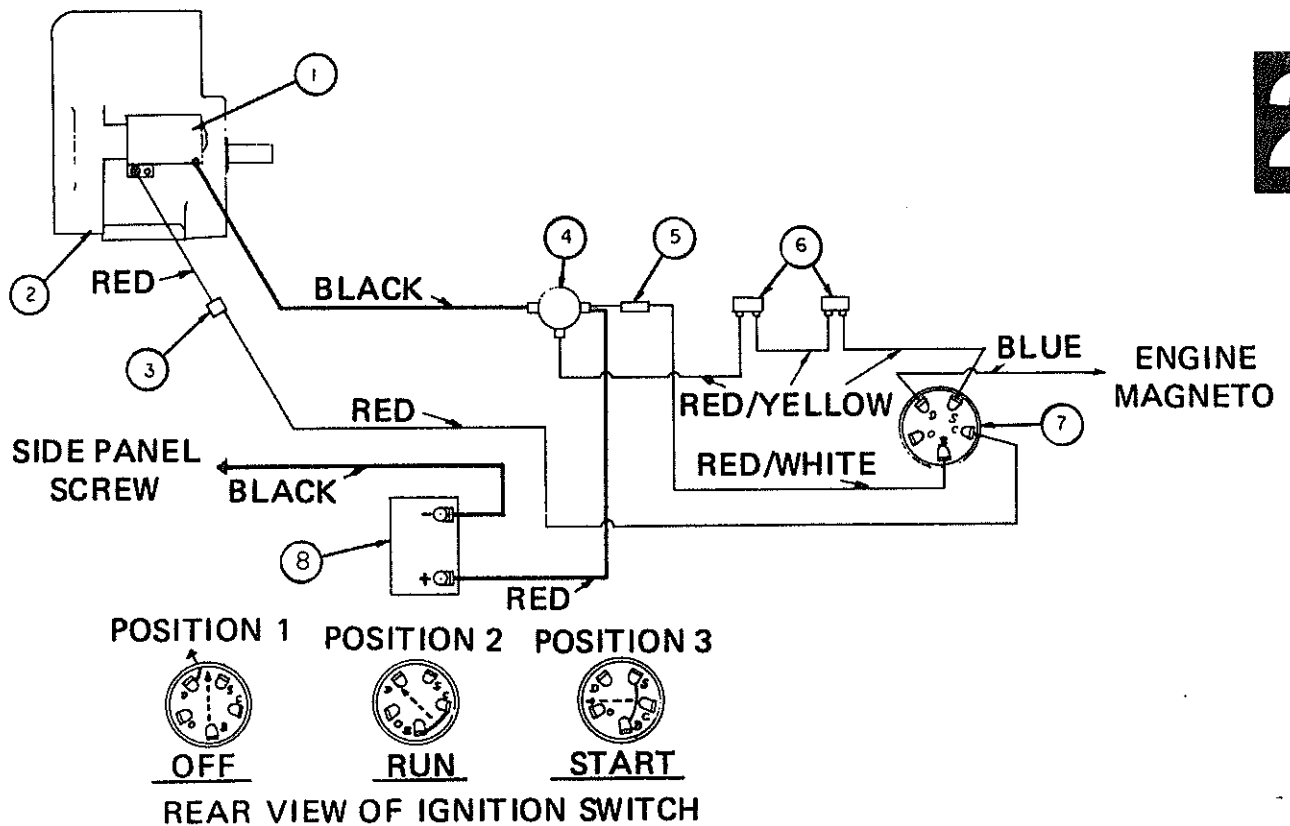 1
2
2
RED
3
BLACK
4
5
6
BLUE
ENGINE
MAGNETO
RED/YELLOW
D
S
O
C
B
7
RED
RED/WHITE
SIDE PANEL
SCREW
BLACK
-
+
8
RED
POSITION 1
POSITION 2
POSITION 3
D
S
O
C
B
D
S
O
C
B
D
S
O
C
B
OFF
RUN
START
REAR VIEW OF IGNITION SWITCH